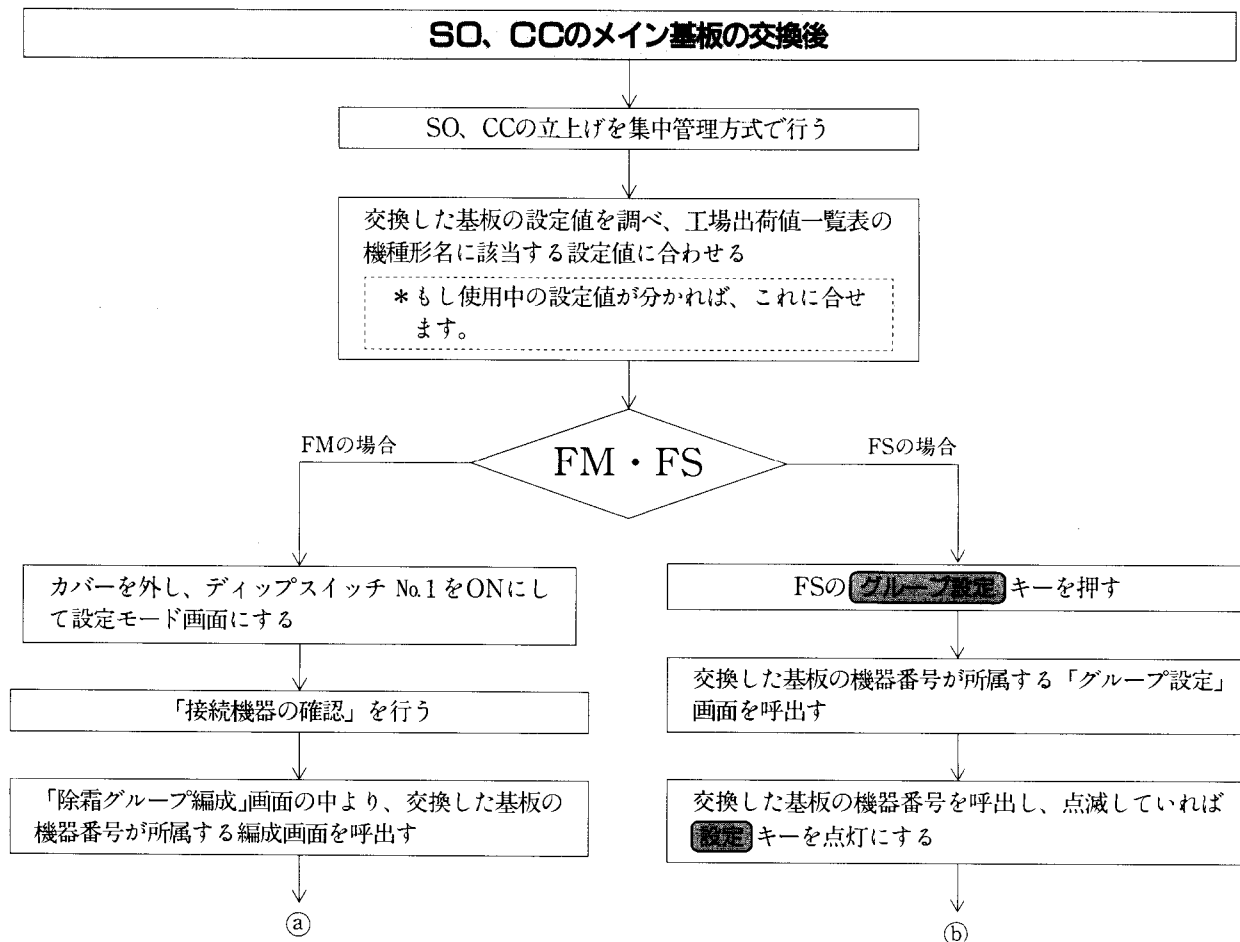 SO、CCのメイン基板の交換後
SO、CCの立上げを集中管理方式で行う
交換した基板の設定値を調べ、工場出荷値一覧表の
機種形名に該当する設定値に合わせる
＊もし使用中の設定値が分かれば、これに合せ
ます。
FMの場合
FM・FS
FSの場合
カバーを外し、ディップスイッチ No.1をONにし
て設定モード画面にする
「接続機器の確認」を行う
「除霜グループ編成」画面の中より、交換した基板の
機器番号が所属する編成画面を呼出す
ⓐ
FSのグループ設定キーを押す
交換した基板の機器番号が所属する「グループ設定」
画面を呼出す
交換した基板の機器番号を呼出し、点滅していれば
設定キーを点灯にする
ⓑ